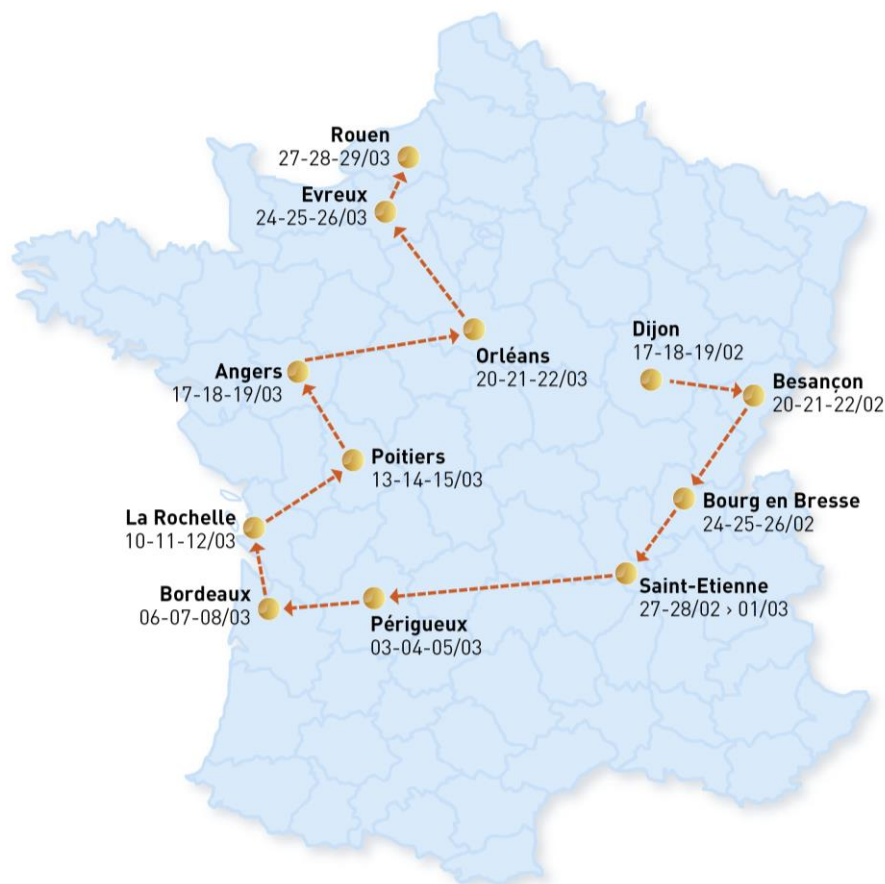 Rouen
27-28-29/03
Evreux
24-25-26/03
Dijon
17-18-19/02
Orléans
20-21-22/03
Angers
17-18-19/03
Besançon
20-21-22/02
Poitiers
13-14-15/03
Bourg en Bresse
24-25-26/02
La Rochelle
10-11-12/03
Saint-Etienne
27-28/02 › 01/03
Bordeaux
06-07-08/03
Périgueux
03-04-05/03